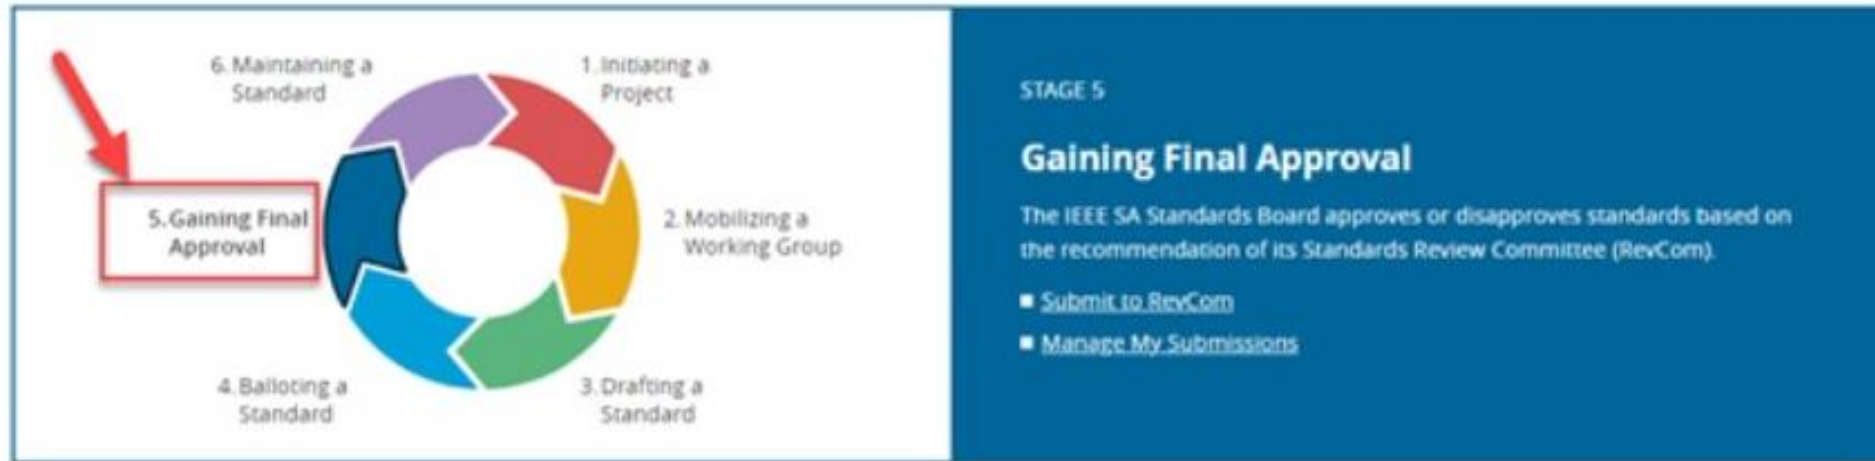 6. Maintaining a
Standard
1. Initiating a
Project
5. Gaining Final
Approval
2. Mobilizing a
Working Group
4. Balloting a
Standard
3. Drafting a
Standard
STAGE 5
Gaining Final Approval
The IEEE SA Standards Board approves or disapproves standards based on
the recommendation of its Standards Review Committee (RevCom).
Submit to RevCom
Manage My Submissions